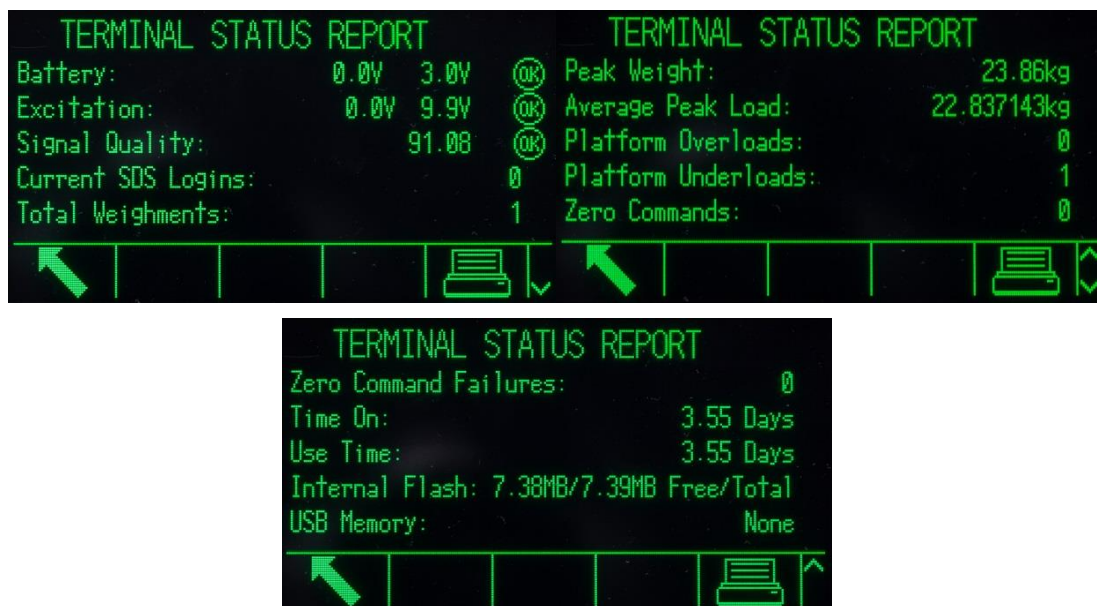 TERMINAL STATUS REPORT
Battery: 0.0V 3.0V OK
Excitation: 0.0V 9.9V OK
Signal Quality: 91.08 OK
Current SDS Logins: 0
Total Weighments: 1
TERMINAL STATUS REPORT
Peak Weight: 23.86kg
Average Peak Load: 22.837143kg
Platform Overloads: 0
Platform Underloads: 1
Zero Commands: 0
TERMINAL STATUS REPORT
Zero Command Failures: 0
Time On: 3.55 Days
Use Time: 3.55 Days
Internal Flash: 7.38MB/7.39MB Free/Total
USB Memory: None